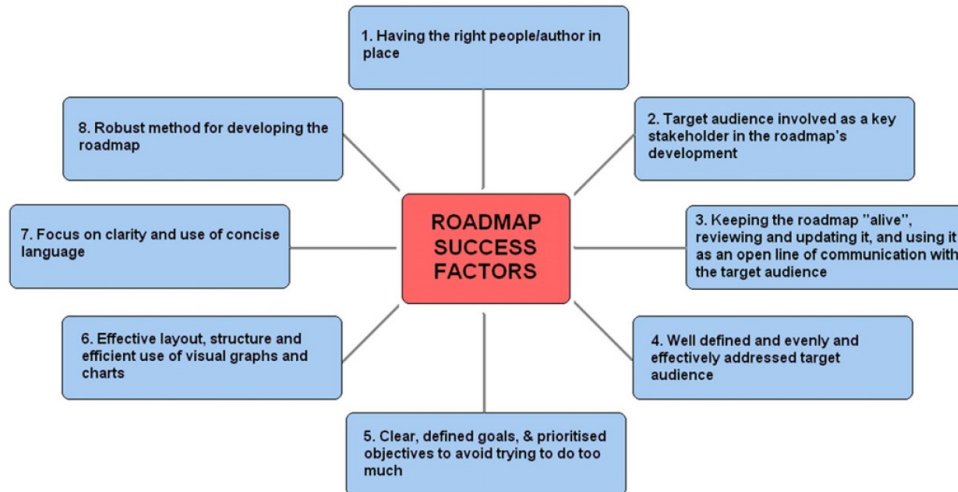 1. Having the right people/author in
place
8. Robust method for developing the
roadmap
2. Target audience involved as a key
stakeholder in the roadmap's
development
ROADMAP
SUCCESS
FACTORS
7. Focus on clarity and use of concise
language
3. Keeping the roadmap "alive",
reviewing and updating it, and using it
as an open line of communication with
the target audience
6. Effective layout, structure and
efficient use of visual graphs and
charts
4. Well defined and evenly and
effectively addressed target
audience
5. Clear, defined goals, & prioritised
objectives to avoid trying to do too
much